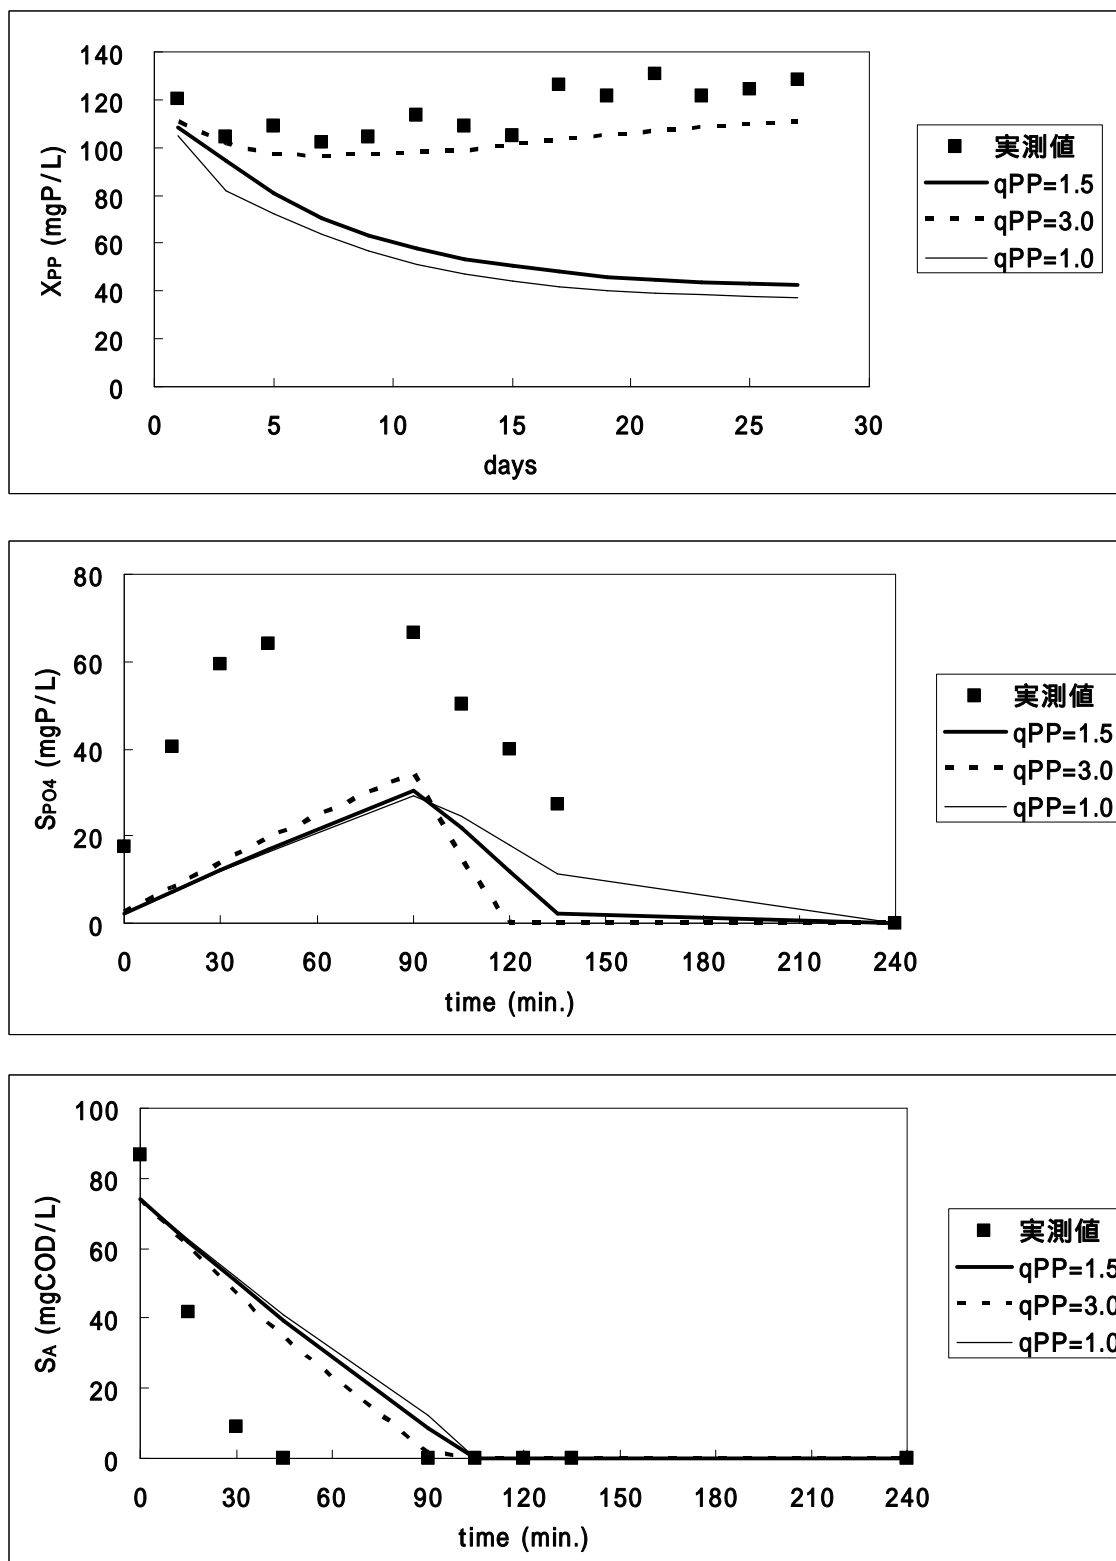 140
120
100
80
60
40
20
0
XPP (mgP/L)
0 5 10 15 20 25 30
days
実測値
qPP=1.5
qPP=3.0
qPP=1.0
80
60
40
20
0
SPO4 (mgP/L)
0 30 60 90 120 150 180 210 240
time (min.)
実測値
qPP=1.5
qPP=3.0
qPP=1.0
100
80
60
40
20
0
SA (mgCOD/L)
0 30 60 90 120 150 180 210 240
time (min.)
実測値
qPP=1.5
qPP=3.0
qPP=1.0